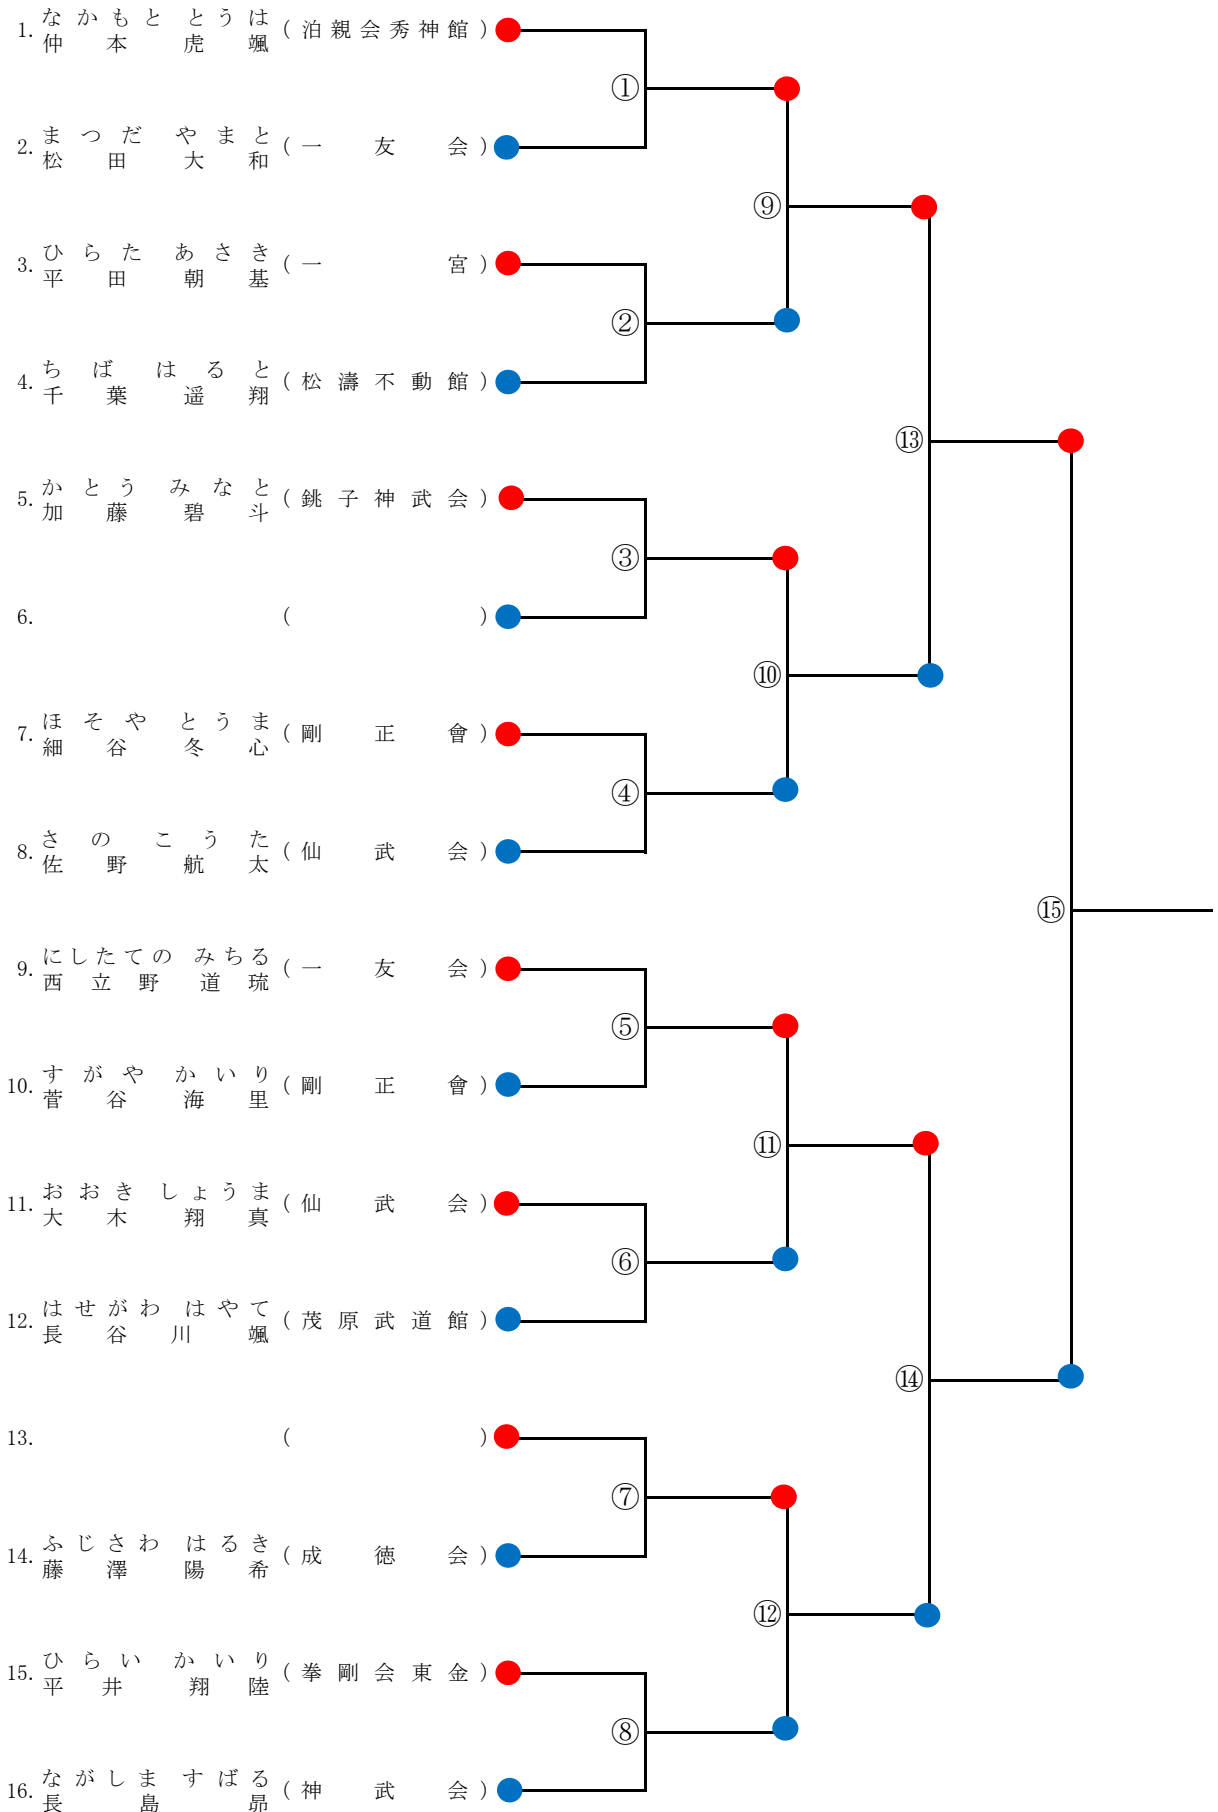 なかもと とうは
1. 仲本虎颯 (泊親会秀神館)
①
まつだ やまと
2. 松田大和 (一友会)
⑨
ひらた あさき
3. 平田朝基 (一宮)
②
ちば はると
4. 千葉遥翔 (松濤不動館)
⑬
かとう みなと
5. 加藤碧斗 (銚子神武会)
③
6. ( )
⑩
ほそや とうま
7. 細谷冬心 (剛正會)
④
さの こうた
8. 佐野航太 (仙武会)
⑮
にしたての みちる
9. 西立野道琉 (一友会)
⑤
すがや かいり
10. 菅谷海里 (剛正會)
⑪
おおき しょうま
11. 大木翔真 (仙武会)
⑥
はせがわ はやて
12. 長谷川颯 (茂原武道館)
⑭
13. ( )
⑦
ふじさわ はるき
14. 藤澤陽希 (成徳会)
⑫
ひらい かいり
15. 平井翔陸 (拳剛会東金)
⑧
ながしま すばる
16. 長島昴 (神武会)